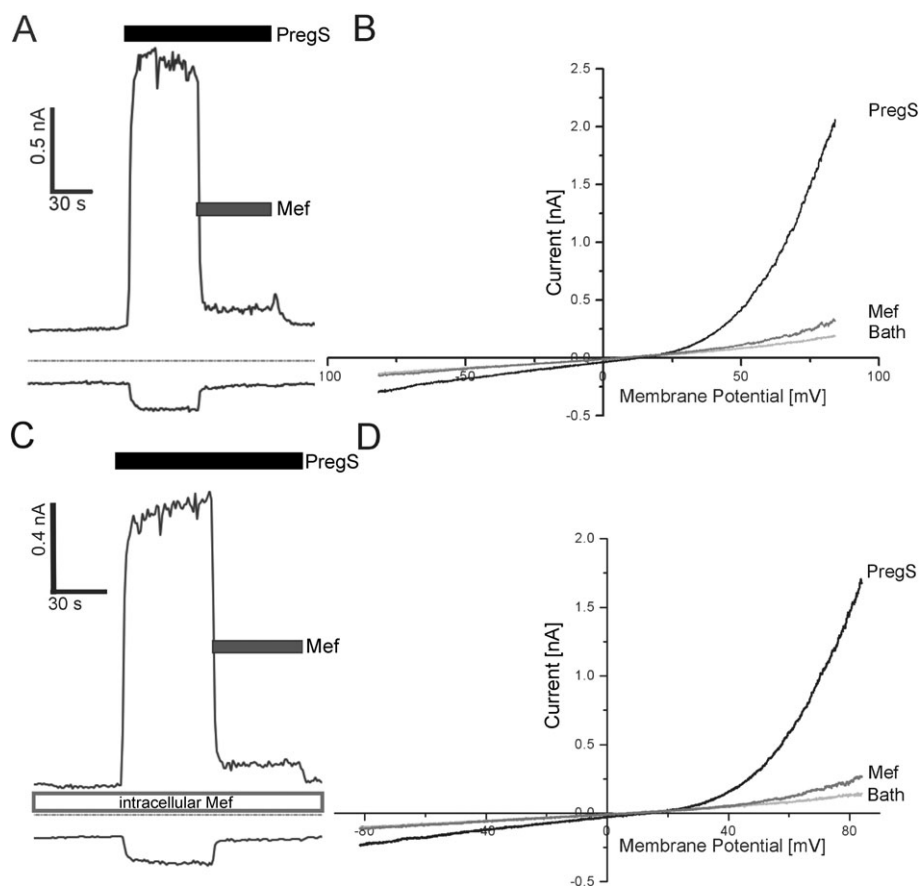 A
PregS
0.5 nA
30 s
Mef
B
2.5
2.0
1.5
1.0
0.5
0.0
-0.5
Current [nA]
PregS
Mef
Bath
100
-50
0
50
100
Membrane Potential [mV]
C
PregS
0.4 nA
30 s
Mef
intracellular Mef
D
2.0
1.5
1.0
0.5
0.0
-0.5
Current [nA]
PregS
Mef
Bath
-80
-40
0
40
80
Membrane Potential [mV]